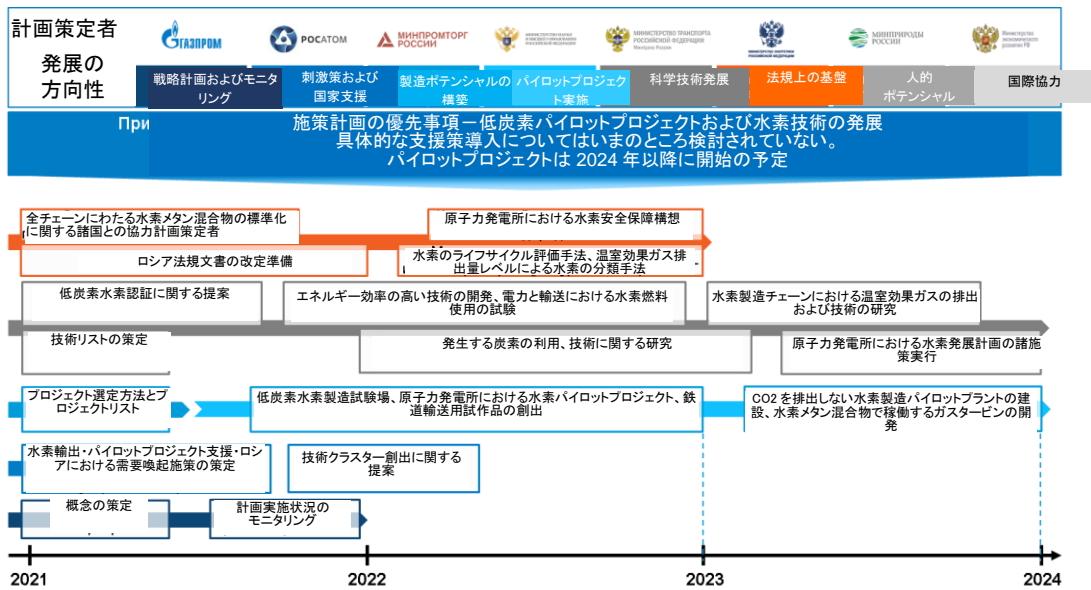 計画策定者
発展の
方向性
ГАЗПРОМ
РОСАТОМ
МИНПРОМТОРГ
РОССИИ
МИНИСТЕРСТВО ТРАНСПОРТА
РОССИЙСКОЙ ФЕДЕРАЦИИ
МИНПРИРОДЫ
РОССИИ
Министерство
экономического
развития РФ
戦略計画およびモニタ
リング
刺激策および
国家支援
製造ポテンシャルの
構築
パイロットプロジェク
ト実施
科学技術発展
法規上の基盤
人的
ポテンシャル
国際協力
При
施策計画の優先事項－低炭素パイロットプロジェクトおよび水素技術の発展
具体的な支援策導入についてはいまのところ検討されていない。
パイロットプロジェクトは 2024 年以降に開始の予定
全チェーンにわたる水素メタン混合物の標準化
に関する諸国との協力計画策定者
原子力発電所における水素安全保障構想
ロシア法規文書の改定準備
水素のライフサイクル評価手法、温室効果ガス排
出量レベルによる水素の分類手法
低炭素水素認証に関する提案
エネルギー効率の高い技術の開発、電力と輸送における水素燃料
使用の試験
水素製造チェーンにおける温室効果ガスの排出
および技術の研究
技術リストの策定
発生する炭素の利用、技術に関する研究
原子力発電所における水素発展計画の諸施
策実行
プロジェクト選定方法とプ
ロジェクトリスト
低炭素水素製造試験場、原子力発電所における水素パイロットプロジェクト、鉄
道輸送用試作品の創出
CO2 を排出しない水素製造パイロットプラントの建
設、水素メタン混合物で稼働するガスタービンの開
発
水素輸出・パイロットプロジェクト支援・ロシ
アにおける需要喚起施策の策定
技術クラスター創出に関する
提案
概念の策定
計画実施状況の
モニタリング
2021
2022
2023
2024